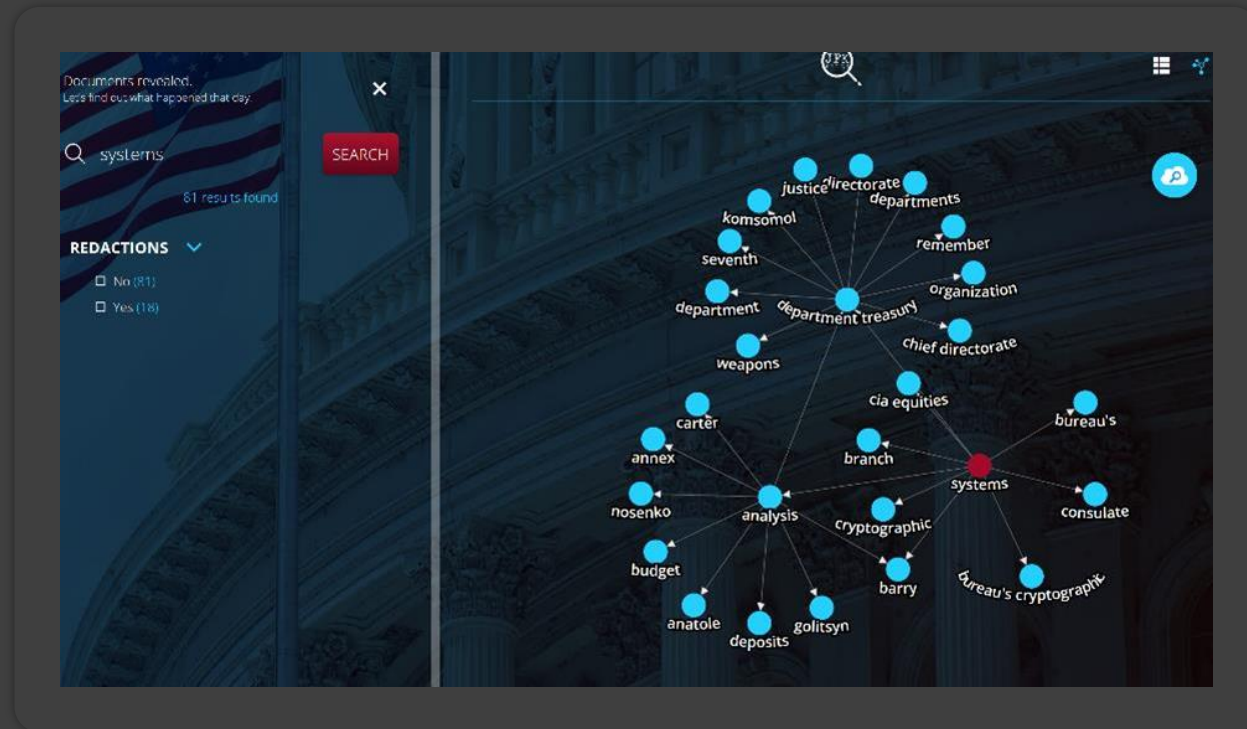 JFK
Documents revealed.
Let's find out what happened that day.
systems
SEARCH
81 results found
REDACTIONS
No (81)
Yes (18)
justice
directorate
departments
komsomol
remember
seventh
organization
department
department treasury
chief directorate
weapons
cia equities
carter
bureau's
annex
branch
systems
nosenko
analysis
cryptographic
consulate
budget
barry
bureau's cryptographic
anatole
deposits
golitsyn